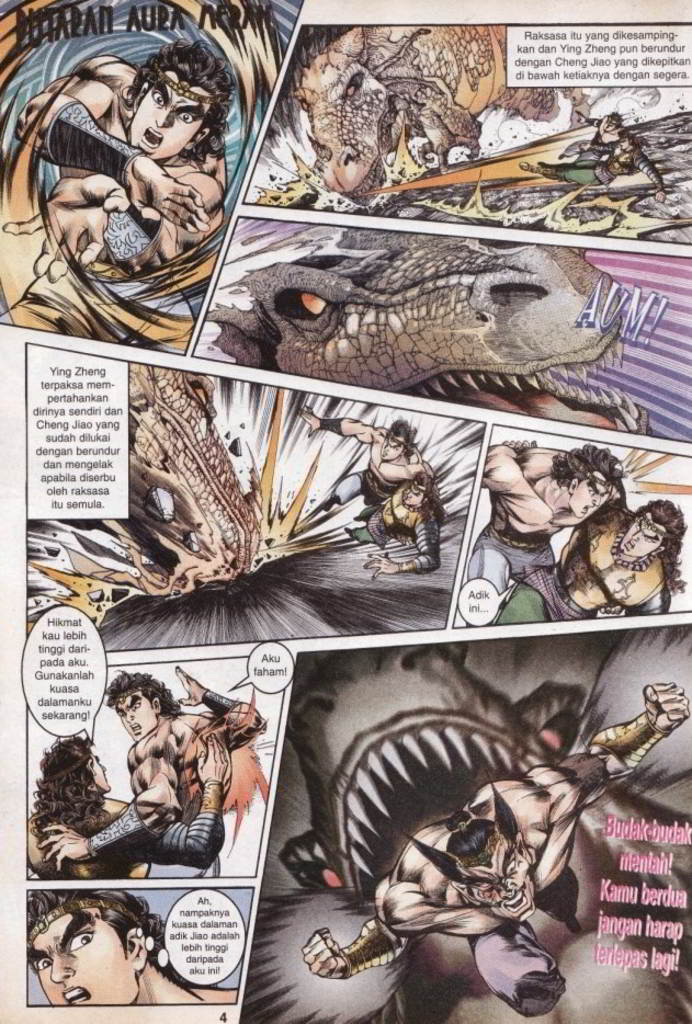 PUTARAN AURA MERAH
Raksasa itu yang dikesamping-
kan dan Ying Zheng pun berundur
dengan Cheng Jiao yang dikepitkan
di bawah ketiaknya dengan segera.
AUM!
Ying Zheng
terpaksa mem-
pertahankan
dirinya sendiri dan
Cheng Jiao yang
sudah dilukai
dengan berundur
dan mengelak
apabila diserbu
oleh raksasa
itu semula.
Adik
ini...
Hikmat
kau lebih
tinggi dari-
pada aku.
Gunakanlah
kuasa
dalamanku
sekarang!
Aku
faham!
Budak-budak
mentah!
Kamu berdua
jangan harap
terlepas lagi!
Ah,
nampaknya
kuasa dalaman
adik Jiao adalah
lebih tinggi
daripada
aku ini!
4